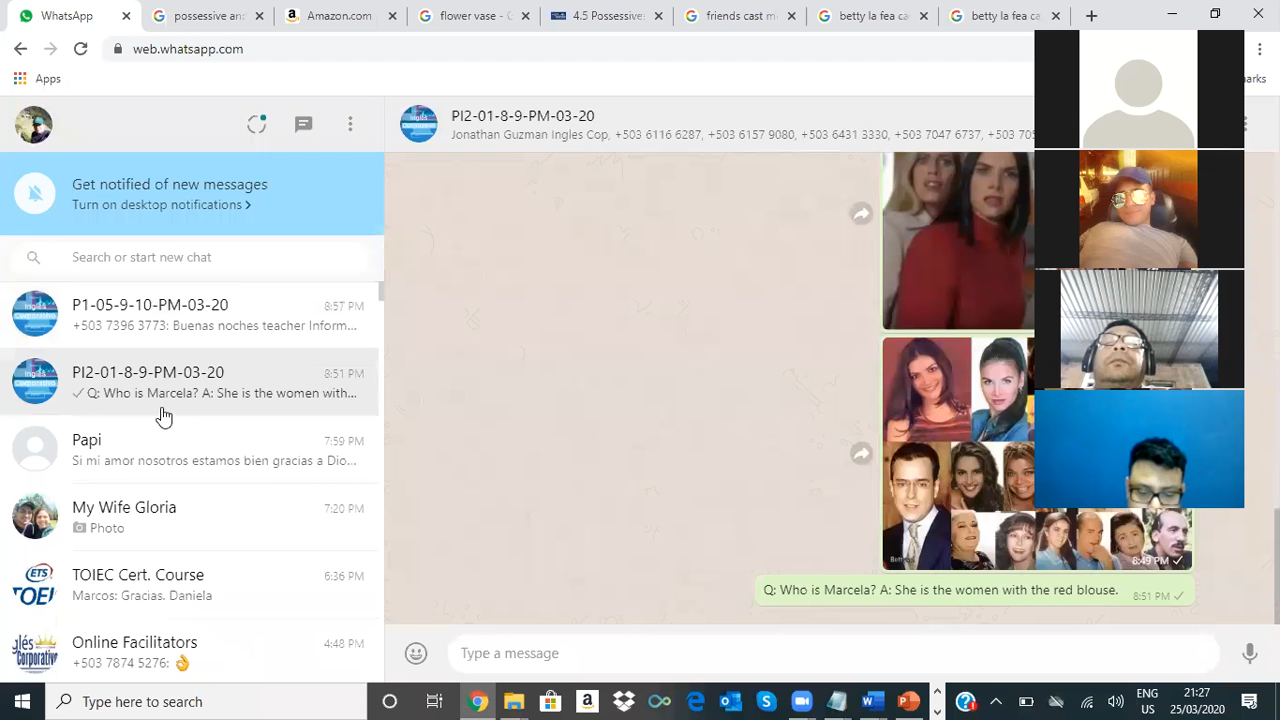 WhatsApp
possessive an
Amazon.com
flower vase - G
4.5 Possessive
friends cast m
betty la fea ca
betty la fea ca
web.whatsapp.com
Apps
PI2-01-8-9-PM-03-20
Jonathan Guzman Ingles Cop, +503 6116 6287, +503 6157 9080, +503 6431 3330, +503 7047 6737, +503 705
Get notified of new messages
Turn on desktop notifications >
Search or start new chat
P1-05-9-10-PM-03-20
8:57 PM
+503 7396 3773: Buenas noches teacher Inform...
PI2-01-8-9-PM-03-20
8:51 PM
Q: Who is Marcela? A: She is the women with...
Papi
7:59 PM
Si mi amor nosotros estamos bien gracias a Dio...
My Wife Gloria
7:20 PM
Photo
TOIEC Cert. Course
6:36 PM
Marcos: Gracias. Daniela
Online Facilitators
4:48 PM
+503 7874 5276:
8:49 PM
Q: Who is Marcela? A: She is the women with the red blouse.
8:51 PM
Type a message
Type here to search
ENG
US
21:27
25/03/2020